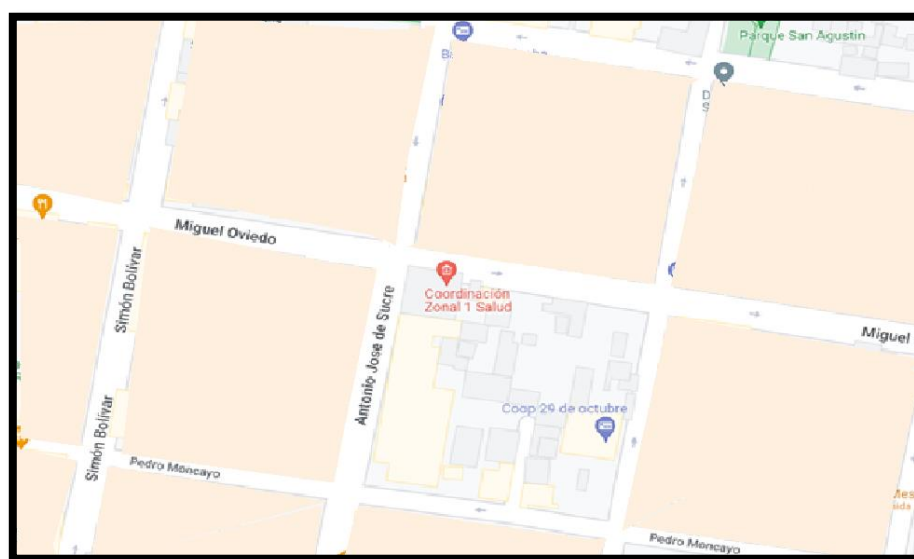 Parque San Agustín
Miguel Oviedo
Simón Bolívar
Coordinación
Zonal 1 Salud
Antonio Jose de Sucre
Miguel
Simón Bolívar
Coop 29 de octubre
Pedro Moncayo
Pedro Moncayo